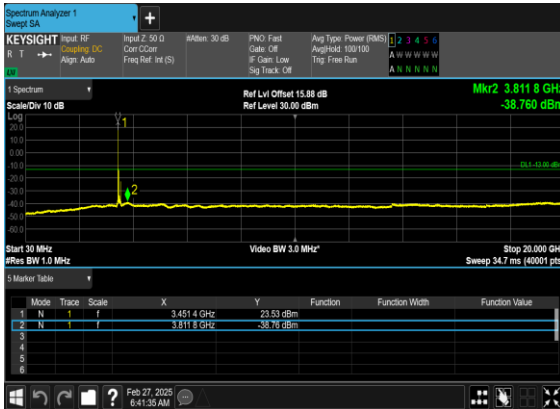 Spectrum Analyzer 1
Swept SA
+
KEYSIGHT
R T
LU
Input: RF
Coupling: DC
Align: Auto
Input Z: 50 Ω
Corr CCorr
Freq Ref: Int (S)
#Atten: 30 dB
PNO: Fast
Gate: Off
IF Gain: Low
Sig Track: Off
Avg Type: Power (RMS)
Avg|Hold: 100/100
Trig: Free Run
1 2 3 4 5 6
A W W W W W
A N N N N N
1 Spectrum
Scale/Div 10 dB
Ref Lvl Offset 15.88 dB
Ref Level 30.00 dBm
Mkr2 3.811 8 GHz
-38.760 dBm
Log
20.0
10.0
0.00
-10.0
-20.0
-30.0
-40.0
-50.0
-60.0
1
2
DL1 -13.00 dBm
Start 30 MHz
#Res BW 1.0 MHz
Video BW 3.0 MHz*
Stop 20.000 GHz
Sweep 34.7 ms (40001 pts)
5 Marker Table
Mode Trace Scale X Y Function Function Width Function Value
1 N 1 f 3.451 4 GHz 23.53 dBm
2 N 1 f 3.811 8 GHz -38.76 dBm
3
4
5
6
?
Feb 27, 2025
6:41:35 AM